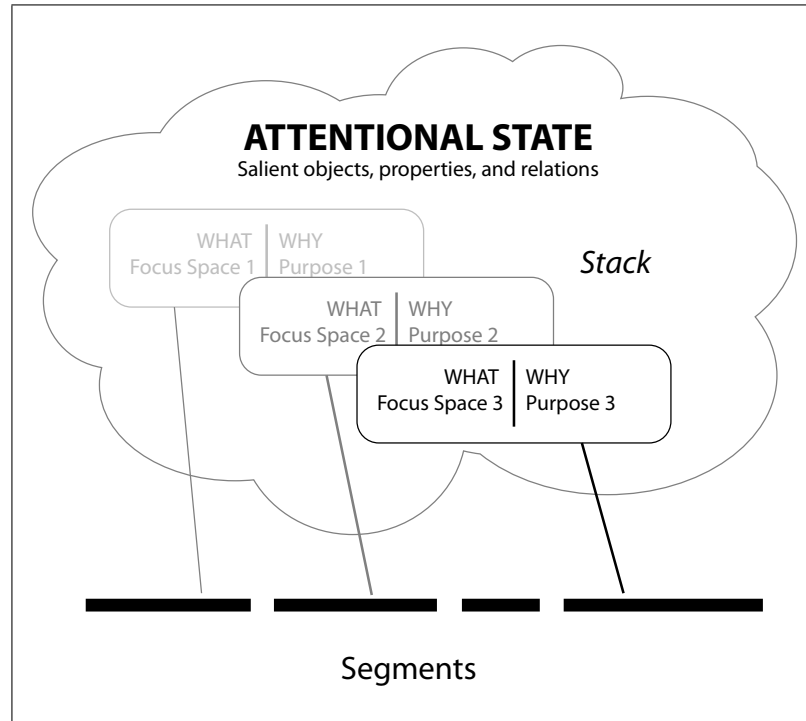 ATTENTIONAL STATE
Salient objects, properties, and relations
WHAT WHY
Focus Space 1 Purpose 1
Stack
WHAT WHY
Focus Space 2 Purpose 2
WHAT WHY
Focus Space 3 Purpose 3
Segments